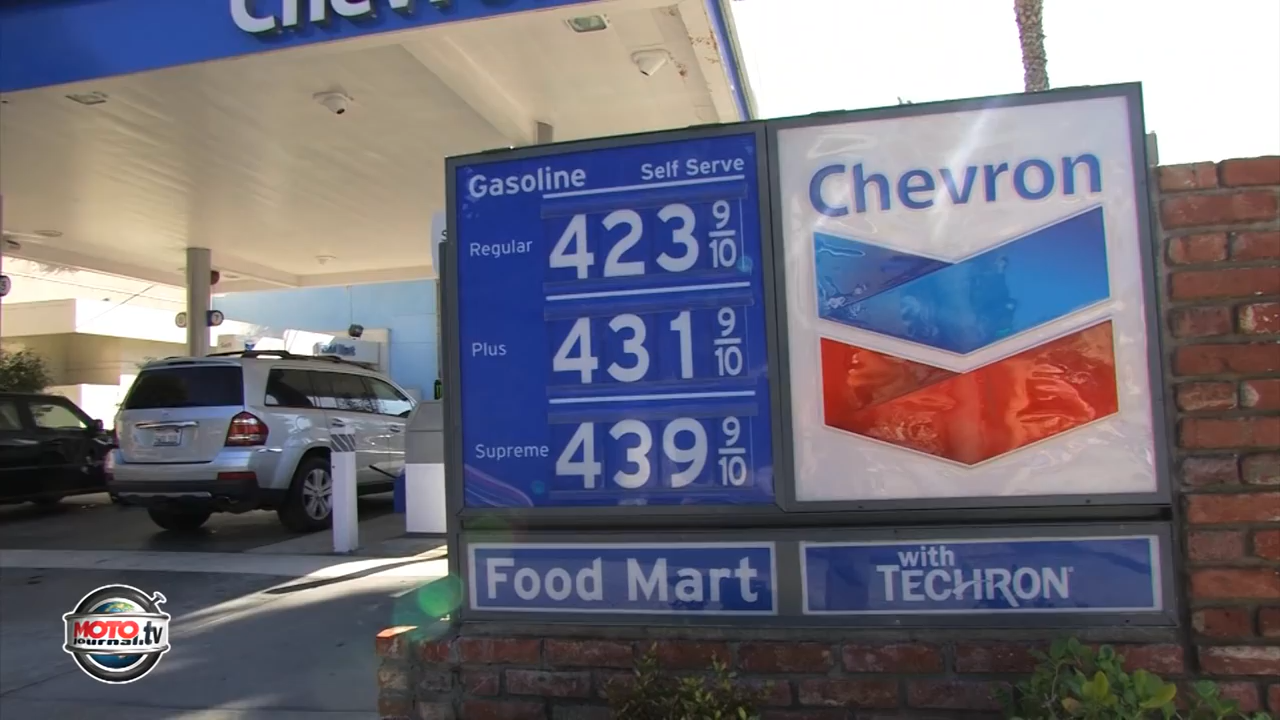 Chevro
Gasoline Self Serve
Regular 423 9/10
Plus 431 9/10
Supreme 439 9/10
Chevron
Food Mart
with
TECHRON
MOTO
journal.tv